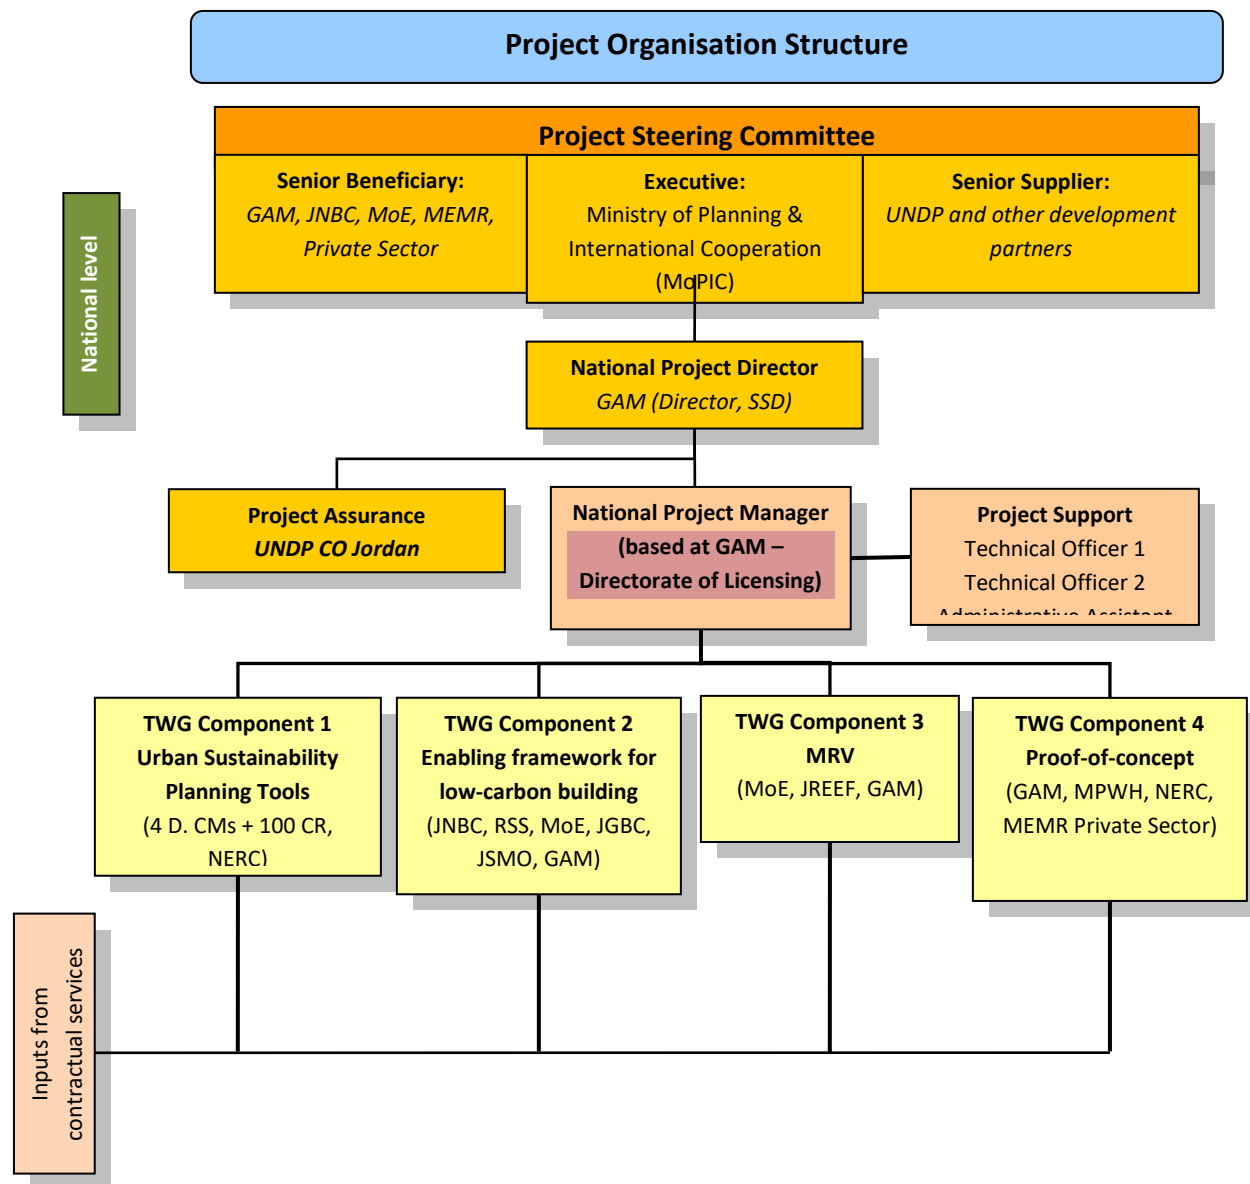 Project Organisation Structure
Project Steering Committee
Senior Beneficiary:
GAM, JNBC, MoE, MEMR,
Private Sector
Executive:
Ministry of Planning &
International Cooperation
(MoPIC)
Senior Supplier:
UNDP and other development
partners
National level
National Project Director
GAM (Director, SSD)
Project Assurance
UNDP CO Jordan
National Project Manager
(based at GAM –
Directorate of Licensing)
Project Support
Technical Officer 1
Technical Officer 2
Administrative Assistant
TWG Component 1
Urban Sustainability
Planning Tools
(4 D. CMs + 100 CR,
NERC)
TWG Component 2
Enabling framework for
low-carbon building
(JNBC, RSS, MoE, JGBC,
JSMO, GAM)
TWG Component 3
MRV
(MoE, JREEF, GAM)
TWG Component 4
Proof-of-concept
(GAM, MPWH, NERC,
MEMR Private Sector)
Inputs from
contractual services